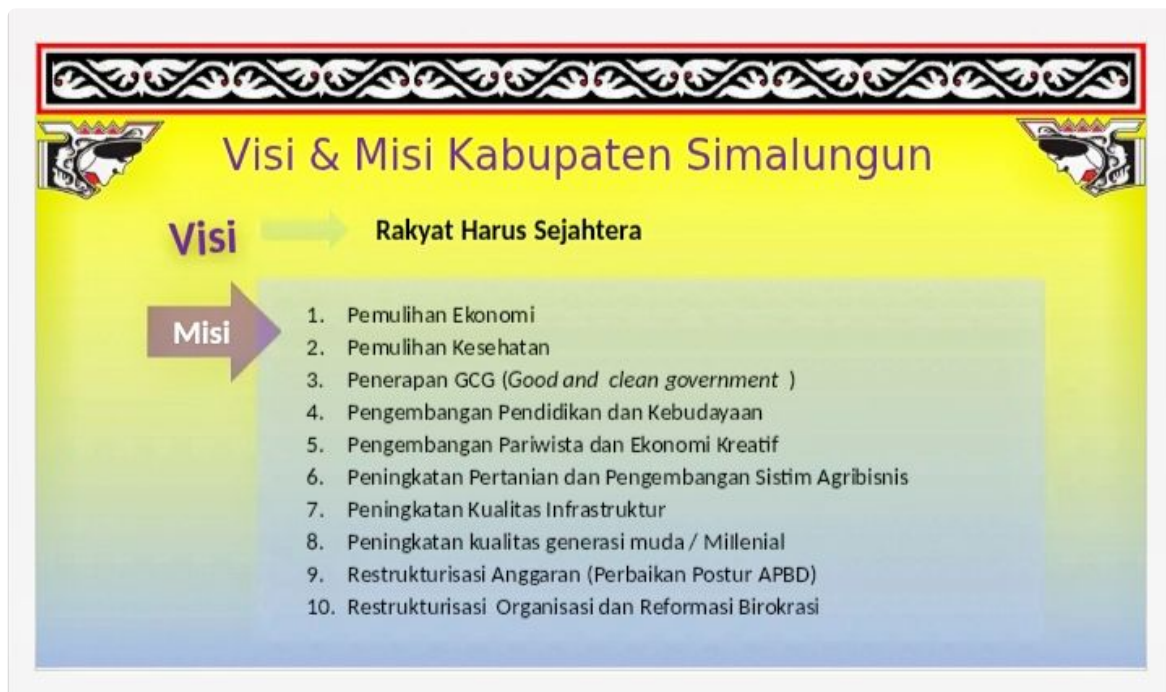 Visi & Misi Kabupaten Simalungun
Visi
Rakyat Harus Sejahtera
Misi
1. Pemulihan Ekonomi
2. Pemulihan Kesehatan
3. Penerapan GCG (Good and clean government )
4. Pengembangan Pendidikan dan Kebudayaan
5. Pengembangan Pariwista dan Ekonomi Kreatif
6. Peningkatan Pertanian dan Pengembangan Sistim Agribisnis
7. Peningkatan Kualitas Infrastruktur
8. Peningkatan kualitas generasi muda / Millenial
9. Restrukturisasi Anggaran (Perbaikan Postur APBD)
10. Restrukturisasi Organisasi dan Reformasi Birokrasi